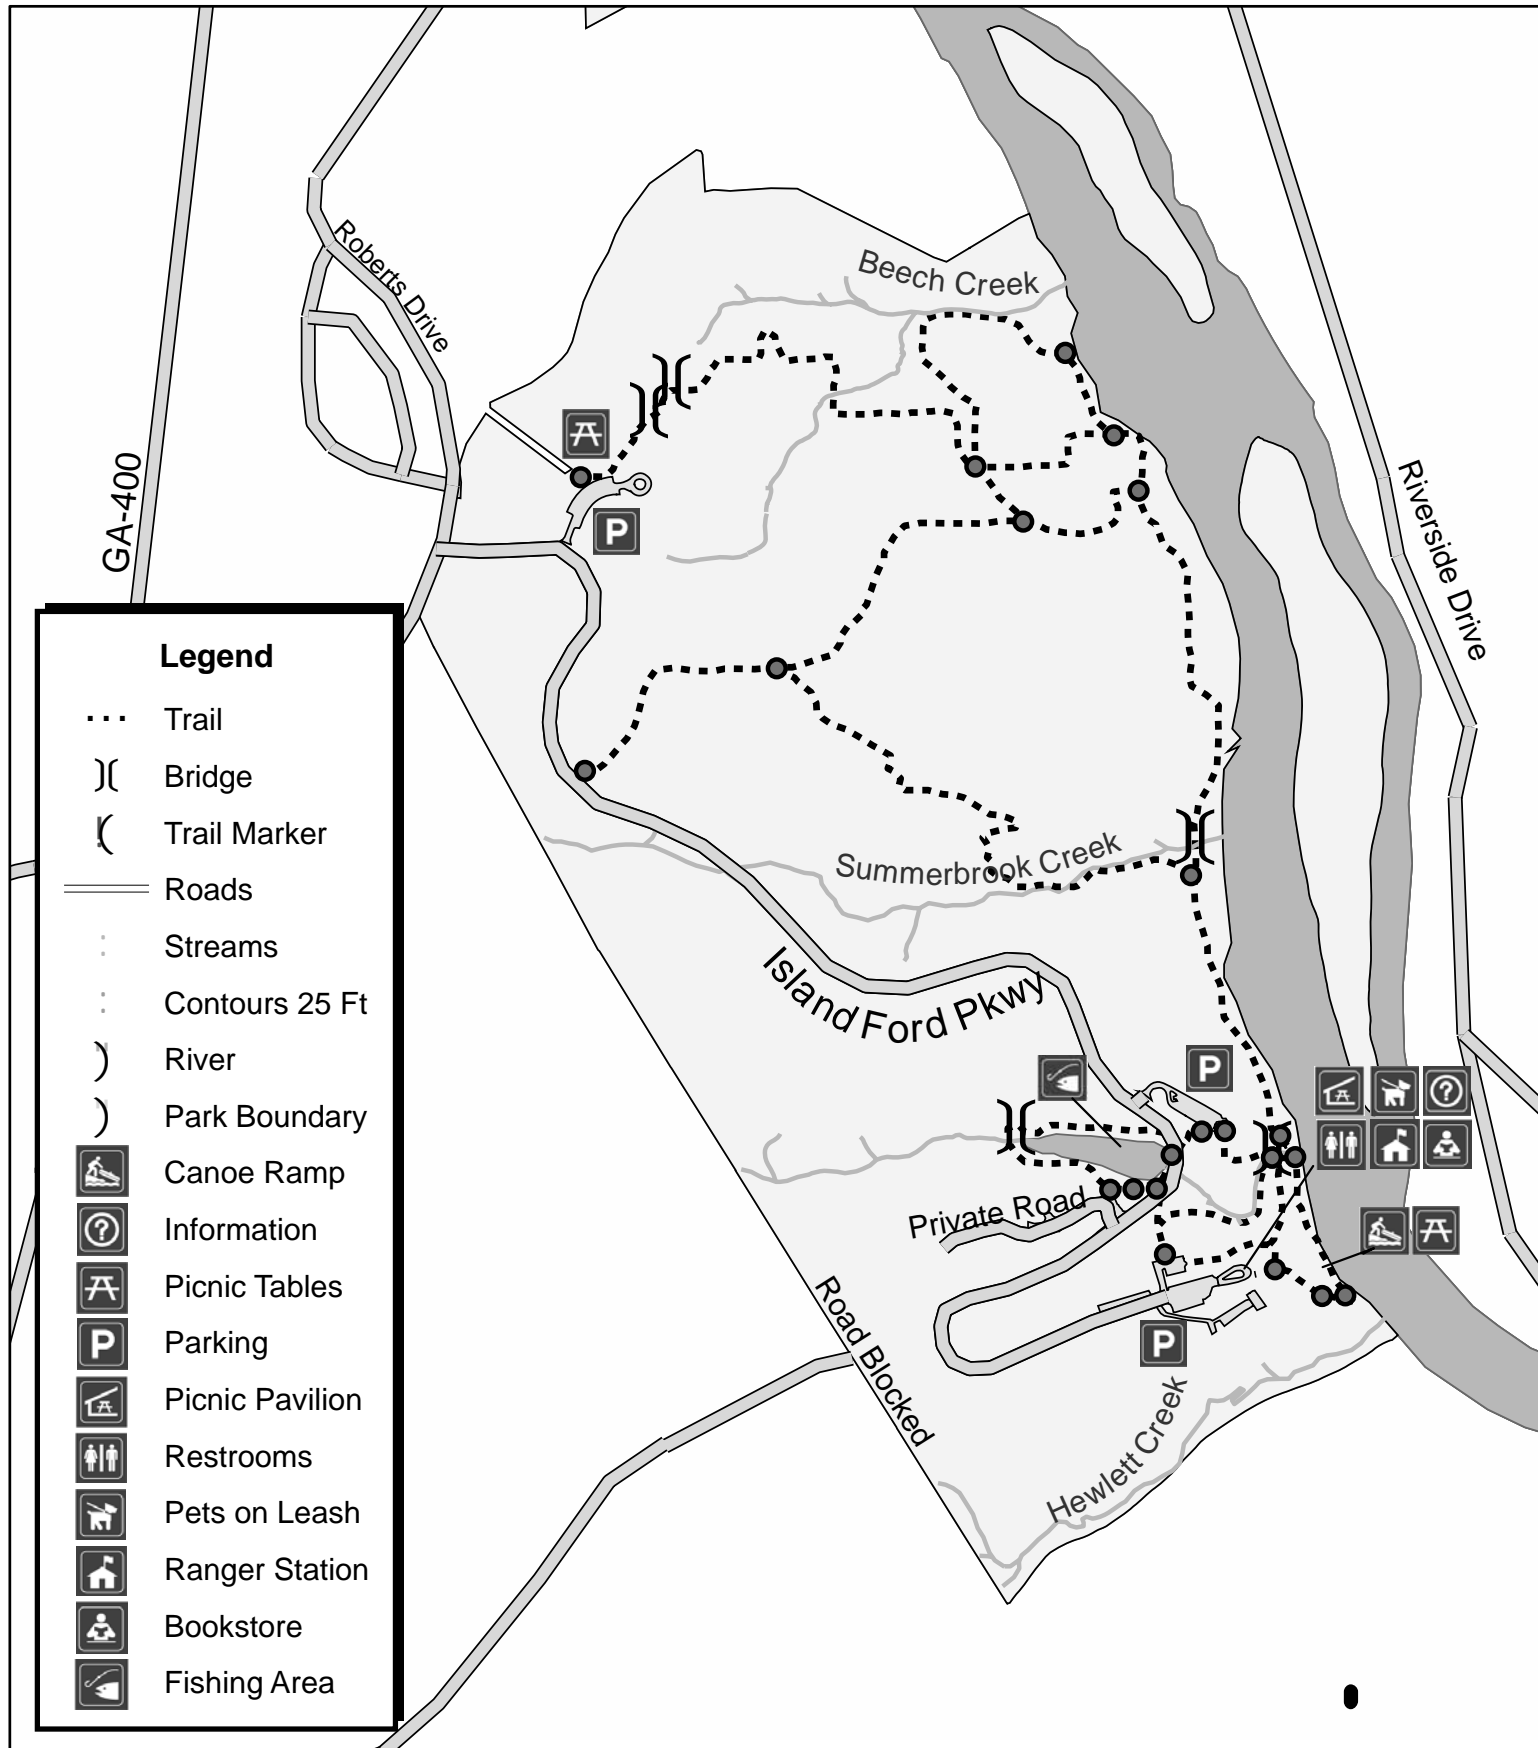 Beech Creek
Roberts Drive
GA-400
P
Riverside Drive
Legend
Trail
Bridge
Trail Marker
Roads
Streams
Contours 25 Ft
River
Park Boundary
Canoe Ramp
? Information
Picnic Tables
P Parking
Picnic Pavilion
Restrooms
Pets on Leash
Ranger Station
Bookstore
Fishing Area
Summerbrook Creek
Island Ford Pkwy
P
?
Private Road
Road Blocked
P
Hewlett Creek